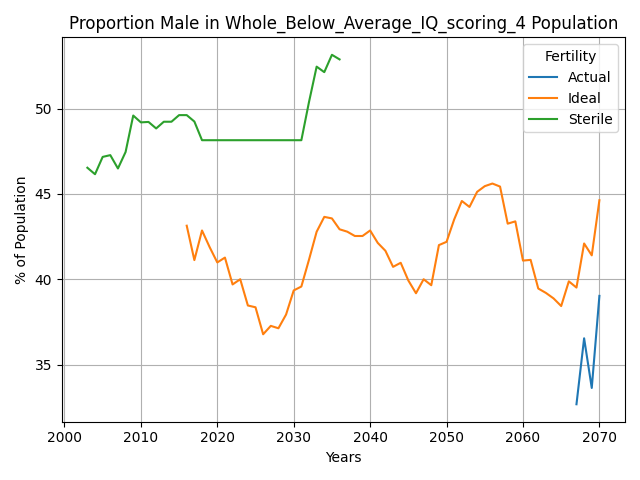 Proportion Male in Whole_Below_Average_IQ_scoring_4 Population
Fertility
Actual
Ideal
Sterile
% of Population
50
45
40
35
2000 2010 2020 2030 2040 2050 2060 2070
Years